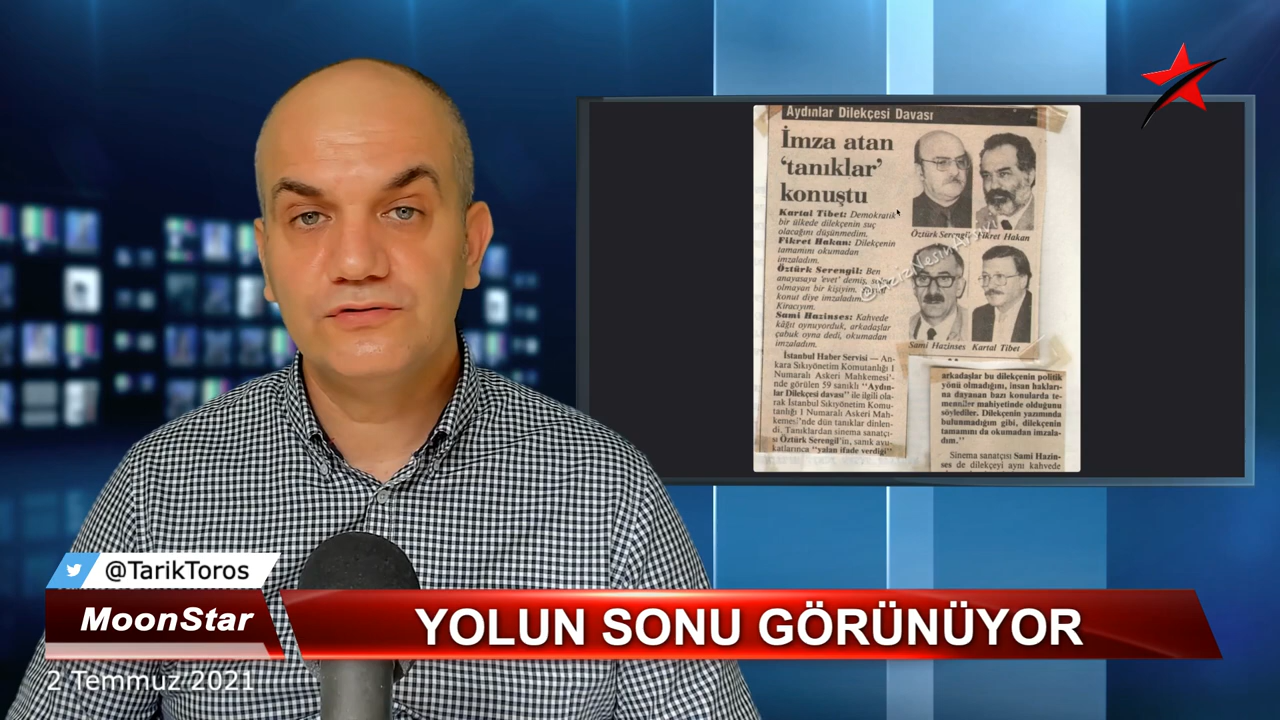 Aydınlar Dilekçesi Davası
İmza atan
‘tanıklar’
konuştu
Kartal Tibet: Demokratik
bir ülkede dilekçenin suç
olacağını düşünmedim.
Fikret Hakan: Dilekçenin
tamamını okumadan
imzaladım.
Öztürk Serengil: Ben
anayasaya ‘evet’ demiş, suçu
olmayan bir kişiyim.
konut diye imzaladım.
Kiracıyım.
Sami Hazinses: Kahvede
kâğıt oynuyorduk, arkadaşlar
çabuk oyna dedi, okumadan
imzaladım.
İstanbul Haber Servisi — An-
kara Sıkıyönetim Komutanlığı 1
Numaralı Askeri Mahkemesi'n-
de görülen 59 sanıklı “Aydın-
lar Dilekçesi davası” ile ilgili ola-
rak İstanbul Sıkıyönetim Komu-
tanlığı 1 Numaralı Askeri Mah-
kemesi'nde dün tanıklar dinlen-
di. Tanıklardan sinema sanatçı-
sı Öztürk Serengil'in, sanık avu-
katlarınca “yalan ifade verdiği”
Öztürk Serengil Fikret Hakan
@AzizNesinArsivi
Sami Hazinses Kartal Tibet
arkadaşlar bu dilekçenin politik
yönü olmadığını, insan hakları-
na dayanan bazı konularda te-
menniler mahiyetinde olduğunu
söylediler. Dilekçenin yazımında
bulunmadığım gibi, dilekçenin
tamamını da okumadan imzala-
dım.”
Sinema sanatçısı Sami Hazin-
ses de dilekçeyi aynı kahvede
@TarikToros
MoonStar
YOLUN SONU GÖRÜNÜYOR
2 Temmuz 2021